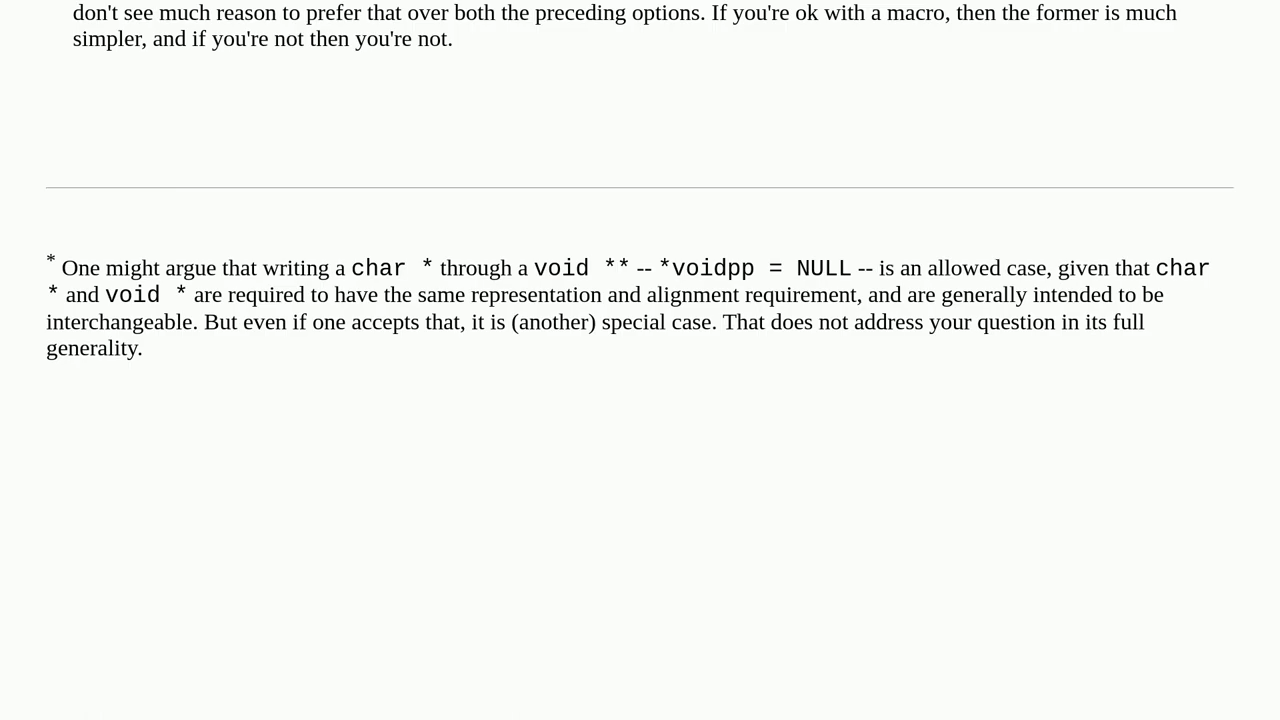 don't see much reason to prefer that over both the preceding options. If you're ok with a macro, then the former is much
simpler, and if you're not then you're not.
* One might argue that writing a char * through a void ** -- *voidpp = NULL -- is an allowed case, given that char
* and void * are required to have the same representation and alignment requirement, and are generally intended to be
interchangeable. But even if one accepts that, it is (another) special case. That does not address your question in its full
generality.